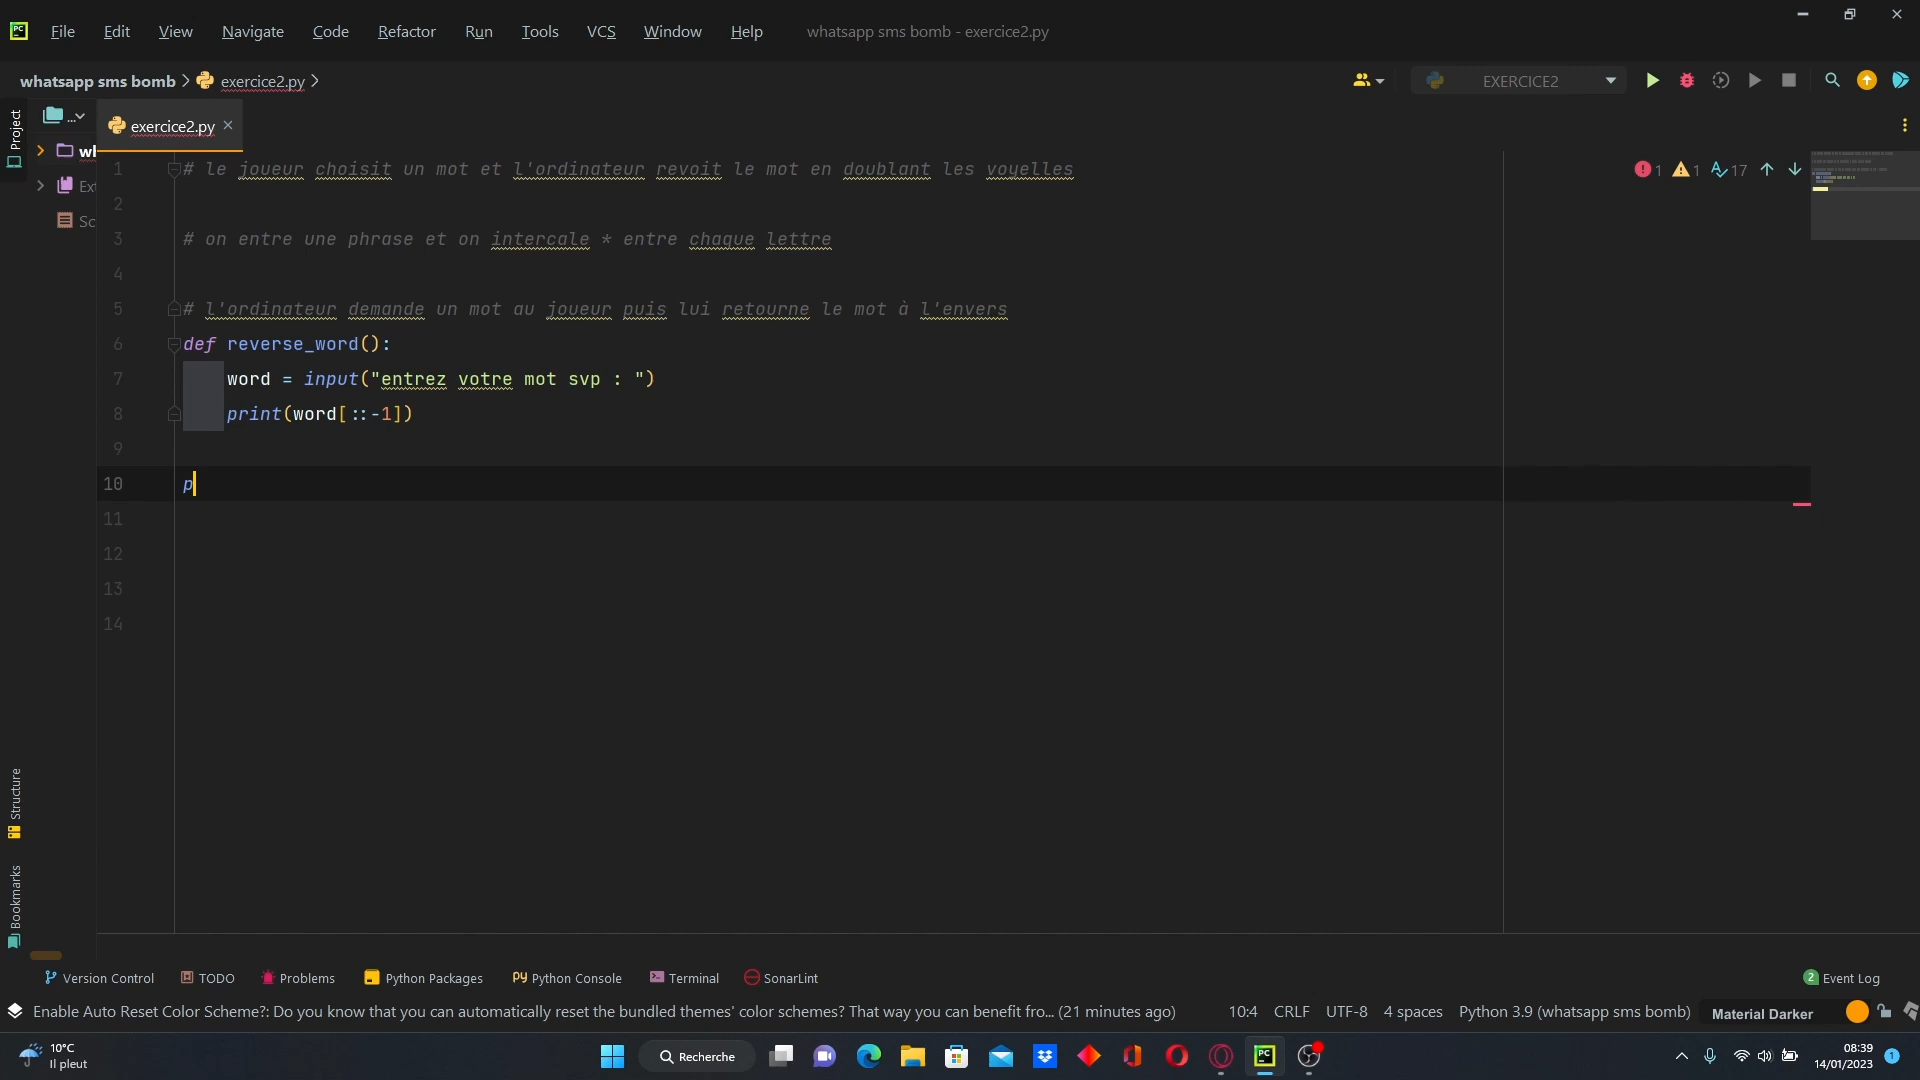 File Edit View Navigate Code Refactor Run Tools VCS Window Help whatsapp sms bomb - exercice2.py
whatsapp sms bomb exercice2.py EXERCICE2
Project ... exercice2.py
1 # le joueur choisit un mot et l'ordinateur revoit le mot en doublant les voyelles 1 1 17
2
3 # on entre une phrase et on intercale * entre chaque lettre
4
5 # l'ordinateur demande un mot au joueur puis lui retourne le mot à l'envers
6 def reverse_word():
7 word = input("entrez votre mot svp : ")
8 print(word[::-1])
9
10 p
11
12
13
14
wh
Ext
Sc
Structure
Bookmarks
Version Control TODO Problems Python Packages Python Console Terminal SonarLint 2 Event Log
Enable Auto Reset Color Scheme?: Do you know that you can automatically reset the bundled themes' color schemes? That way you can benefit fro... (21 minutes ago) 10:4 CRLF UTF-8 4 spaces Python 3.9 (whatsapp sms bomb) Material Darker
10°C
Il pleut
Recherche
08:39
14/01/2023
1